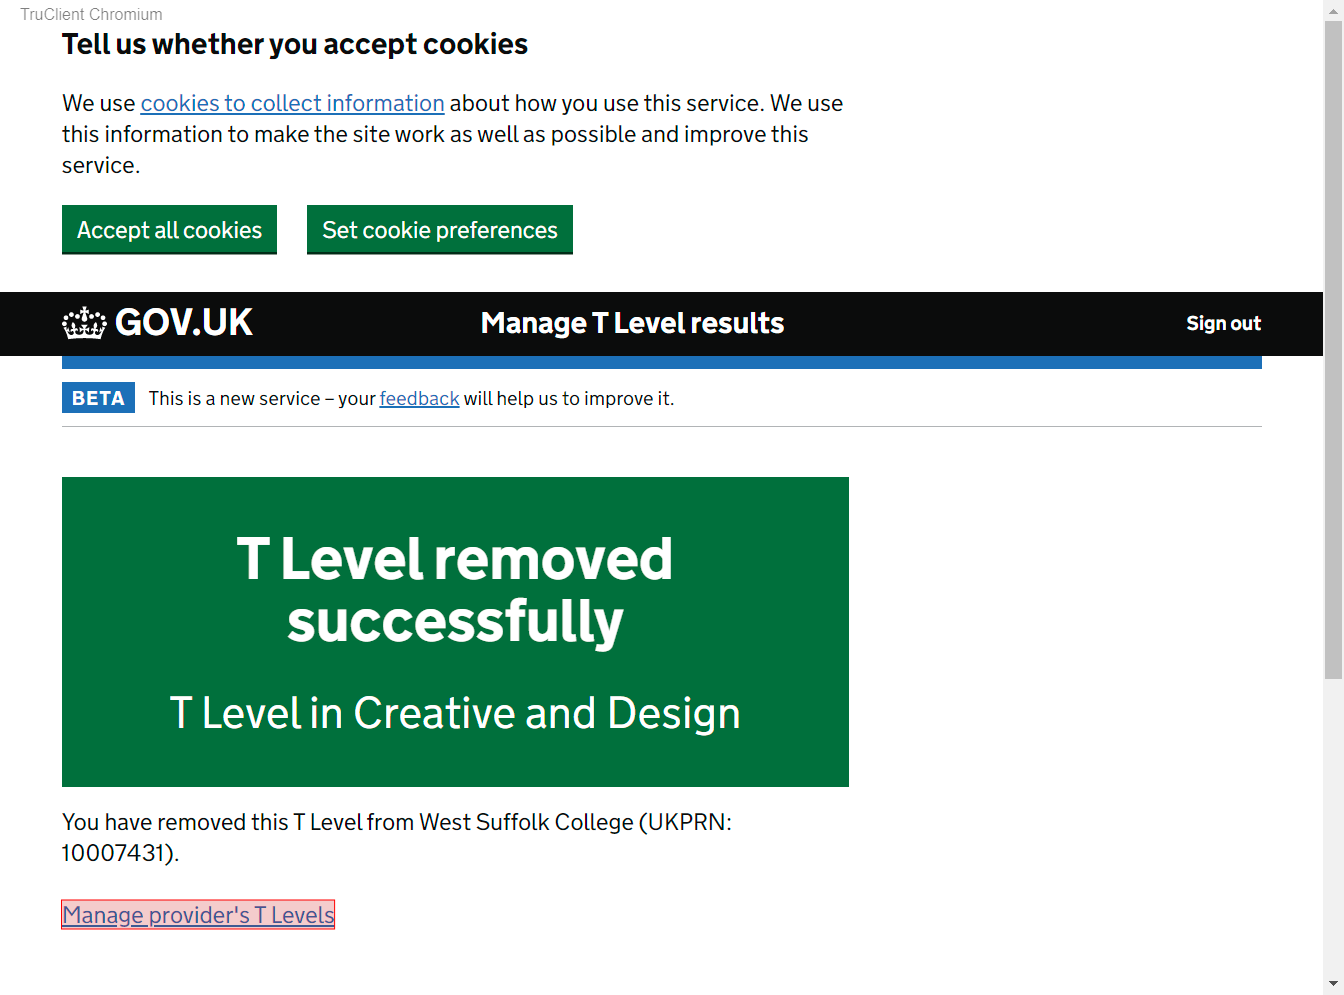 TruClient Chromium
Tell us whether you accept cookies
We use cookies to collect information about how you use this service. We use
this information to make the site work as well as possible and improve this
service.
Accept all cookies
Set cookie preferences
GOV.UK
Manage T Level results
Sign out
BETA
This is a new service – your feedback will help us to improve it.
T Level removed
successfully
T Level in Creative and Design
You have removed this T Level from West Suffolk College (UKPRN:
10007431).
Manage provider's T Levels